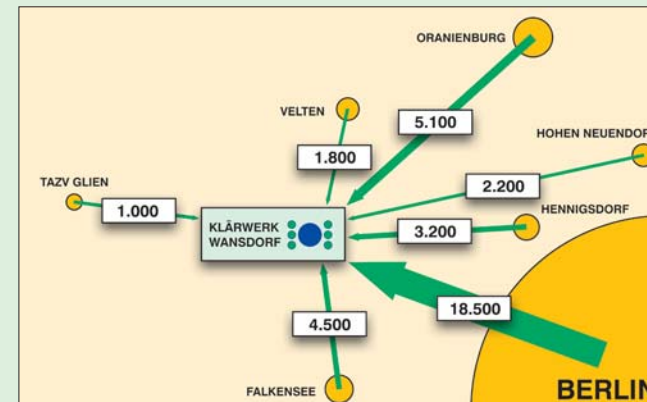 ORANIENBURG
VELTEN
5.100
HOHEN NEUENDOR
1.800
TAZV GLIEN
2.200
1.000
HENNIGSDORF
KLÄRWERK
WANSDORF
3.200
18.500
4.500
FALKENSEE
BERLIN